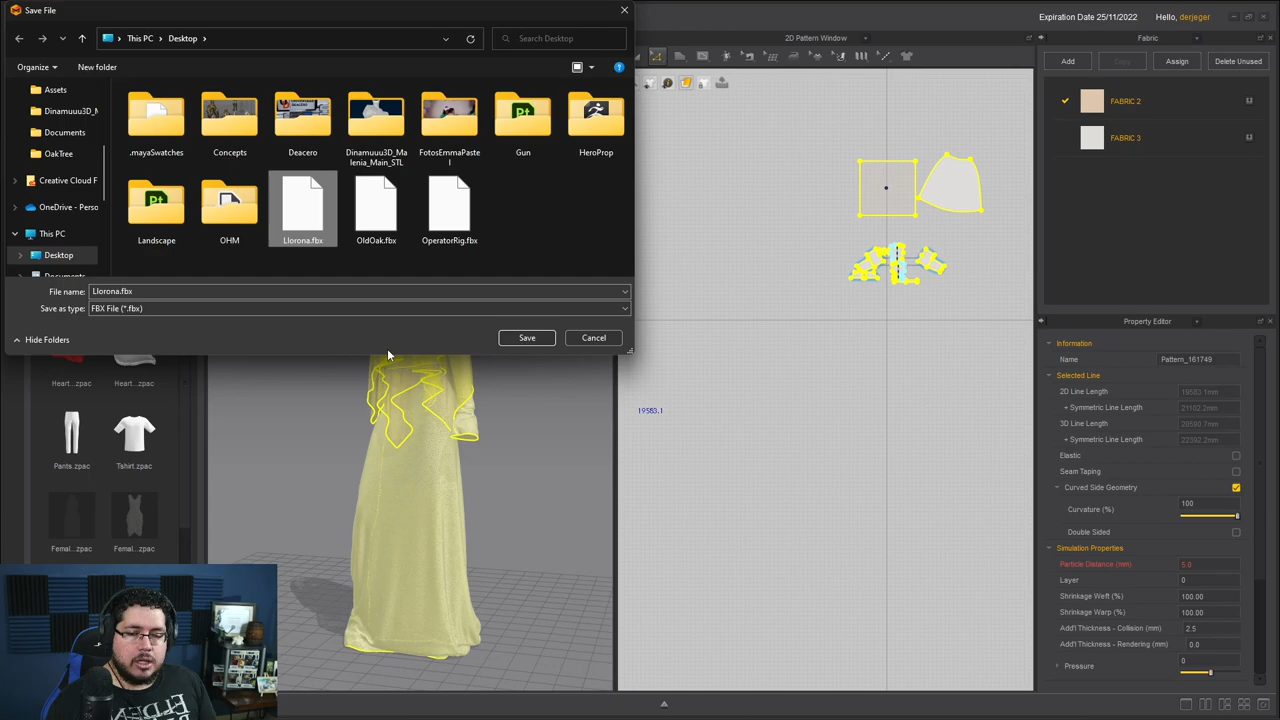 Save File
This PC
Desktop
Search Desktop
Organize
New folder
Assets
Dinamuuu3D_M
Documents
OakTree
Creative Cloud F
OneDrive - Perso
This PC
Desktop
Documents
.mayaSwatches
Concepts
Deacero
Dinamuuu3D_M
alenia_Main_STL
FotosEmmaPaste
l
Gun
HeroProp
Landscape
OHM
Llorona.fbx
OldOak.fbx
OperatorRig.fbx
File name:
Llorona.fbx
Save as type:
FBX File (*.fbx)
Hide Folders
Save
Cancel
Heart...zpac
Heart...zpac
Pants.zpac
Tshirt.zpac
Femal...zpac
Femal...zpac
ELDEN
2D Pattern Window
19583.1
Expiration Date 25/11/2022
Hello, derjeger
Fabric
Add
Copy
Assign
Delete Unused
FABRIC 2
FABRIC 3
Property Editor
Information
Name
Pattern_161749
Selected Line
2D Line Length
19583.1mm
+ Symmetric Line Length
21182.2mm
3D Line Length
20590.7mm
+ Symmetric Line Length
22392.2mm
Elastic
Seam Taping
Curved Side Geometry
Curvature (%)
100
Double Sided
Simulation Properties
Particle Distance (mm)
5.0
Layer
0
Shrinkage Weft (%)
100.00
Shrinkage Warp (%)
100.00
Add'l Thickness - Collision (mm)
2.5
Add'l Thickness - Rendering (mm)
0.0
Pressure
0